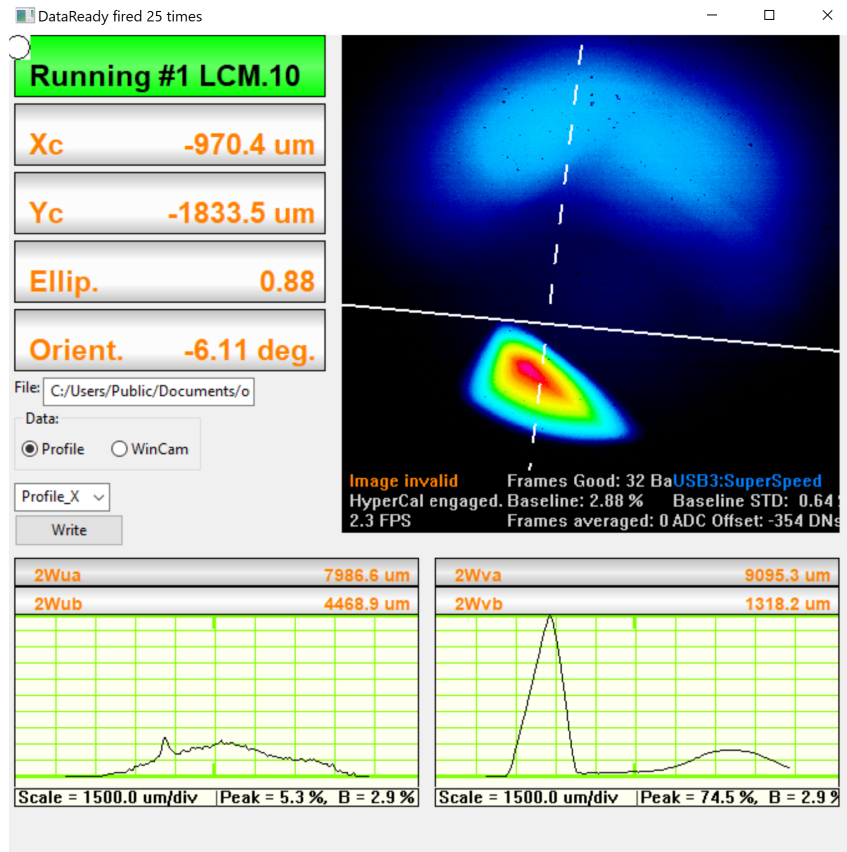 DataReady fired 25 times
Running #1 LCM.10
Xc -970.4 um
Yc -1833.5 um
Ellip. 0.88
Orient. -6.11 deg.
File: C:/Users/Public/Documents/o
Data:
Profile WinCam
Profile_X
Write
Image invalid Frames Good: 32 Ba USB3:SuperSpeed
HyperCal engaged. Baseline: 2.88 % Baseline STD: 0.64
2.3 FPS Frames averaged: 0 ADC Offset: -354 DNs
2Wua 7986.6 um
2Wub 4468.9 um
Scale = 1500.0 um/div Peak = 5.3 %, B = 2.9 %
2Wva 9095.3 um
2Wvb 1318.2 um
Scale = 1500.0 um/div Peak = 74.5 %, B = 2.9 %